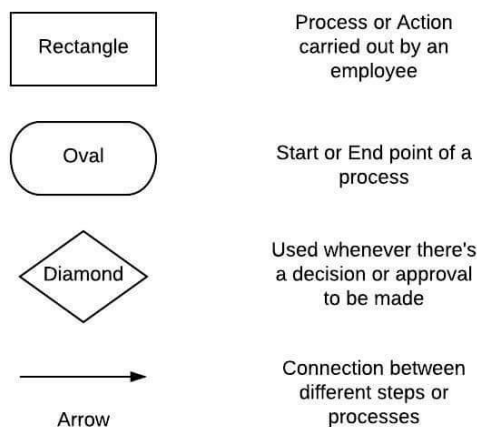 Rectangle
Process or Action
carried out by an
employee
Oval
Start or End point of a
process
Diamond
Used whenever there's
a decision or approval
to be made
Arrow
Connection between
different steps or
processes